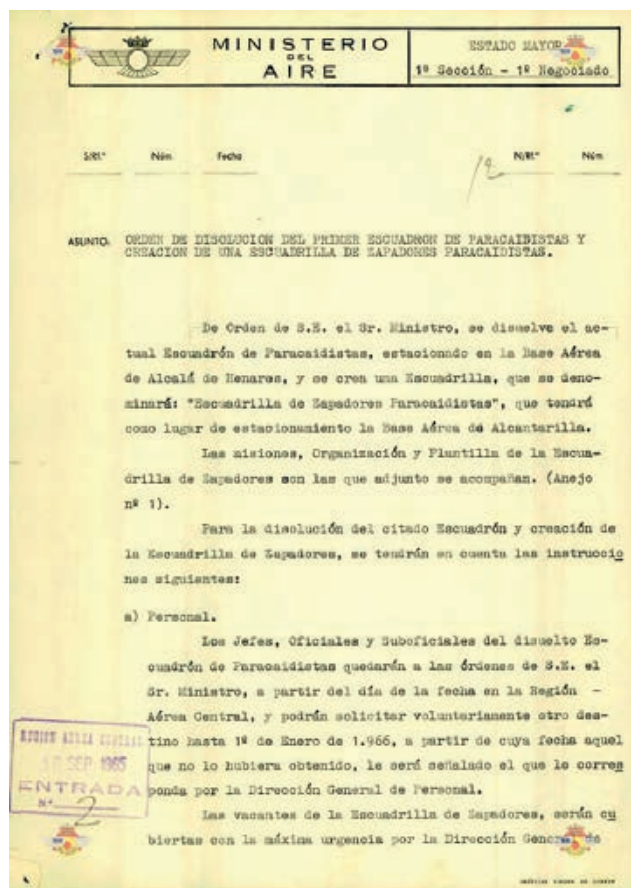 MINISTERIO
DEL
AIRE
ESTADO MAYOR
1ª Sección - 1º Negociado
S/Rf.ª Núm. Fecha N/Rf.ª Núm.
ASUNTO. ORDEN DE DISOLUCION DEL PRIMER ESCUADRON DE PARACAIDISTAS Y
CREACION DE UNA ESCUADRILLA DE ZAPADORES PARACAIDISTAS.
De Orden de S.E. el Sr. Ministro, se disuelve el ac-
tual Escuadrón de Paracaidistas, estacionado en la Base Aérea
de Alcalá de Henares, y se crea una Escuadrilla, que se deno-
minará: "Escuadrilla de Zapadores Paracaidistas", que tendrá
como lugar de estacionamiento la Base Aérea de Alcantarilla.
Las misiones, Organización y Plantilla de la Escua-
drilla de Zapadores son las que adjunto se acompañan. (Anejo
nº 1).
Para la disolución del citado Escuadrón y creación de
la Escuadrilla de Zapadores, se tendrán en cuenta las instruccio
nes siguientes:
a) Personal.
Los Jefes, Oficiales y Suboficiales del disuelto Es-
cuadrón de Paracaidistas quedarán a las órdenes de S.E. el
Sr. Ministro, a partir del día de la fecha en la Región -
Aérea Central, y podrán solicitar voluntariamente otro des-
tino hasta 1º de Enero de 1.966, a partir de cuya fecha aquel
que no lo hubiera obtenido, le será señalado el que le corres
ponda por la Dirección General de Personal.
Las vacantes de la Escuadrilla de Zapadores, serán cu
biertas con la máxima urgencia por la Dirección General de
REGION AEREA CENTRAL
SEP. 1965
ENTRADA
Nº 2